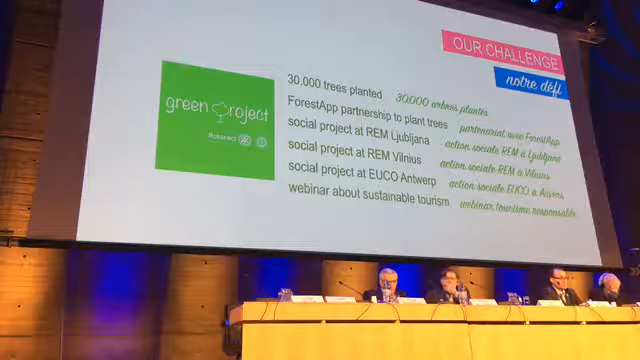 OUR CHALLENGE
notre défi
green project
Rotaract
30.000 trees planted
30.000 arbres plantés
ForestApp partnership to plant trees
partenariat avec ForestApp
social project at REM Ljubljana
action sociale REM à Ljubljana
social project at REM Vilnius
action sociale REM à Vilnius
social project at EUCO Antwerp
action sociale EUCO à Anvers
webinar about sustainable tourism
webinar tourisme responsable